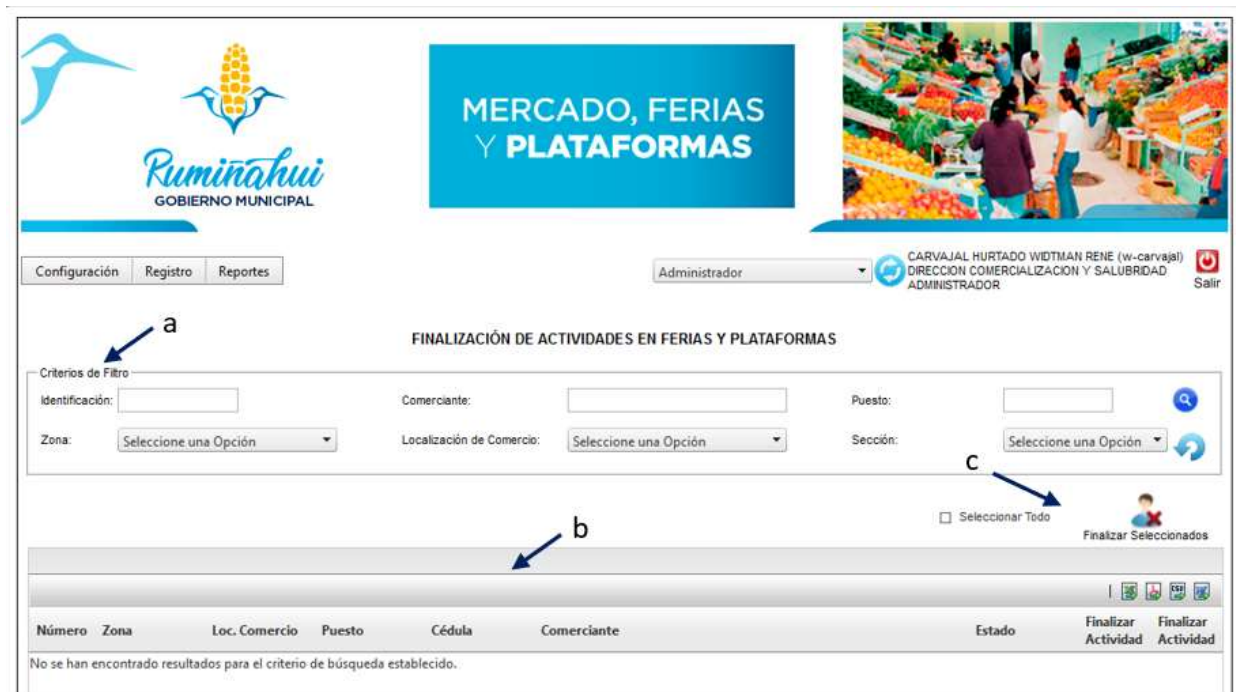 Rumiñahui
GOBIERNO MUNICIPAL
MERCADO, FERIAS
Y PLATAFORMAS
Configuración Registro Reportes
Administrador
CARVAJAL HURTADO WIDTMAN RENE (w-carvajal)
DIRECCION COMERCIALIZACION Y SALUBRIDAD
ADMINISTRADOR
Salir
a
FINALIZACIÓN DE ACTIVIDADES EN FERIAS Y PLATAFORMAS
Criterios de Filtro
Identificación: Comerciante: Puesto:
Zona: Seleccione una Opción Localización de Comercio: Seleccione una Opción Sección: Seleccione una Opción
c
Seleccionar Todo
Finalizar Seleccionados
b
Número Zona Loc. Comercio Puesto Cédula Comerciante Estado Finalizar Actividad Finalizar Actividad
No se han encontrado resultados para el criterio de búsqueda establecido.